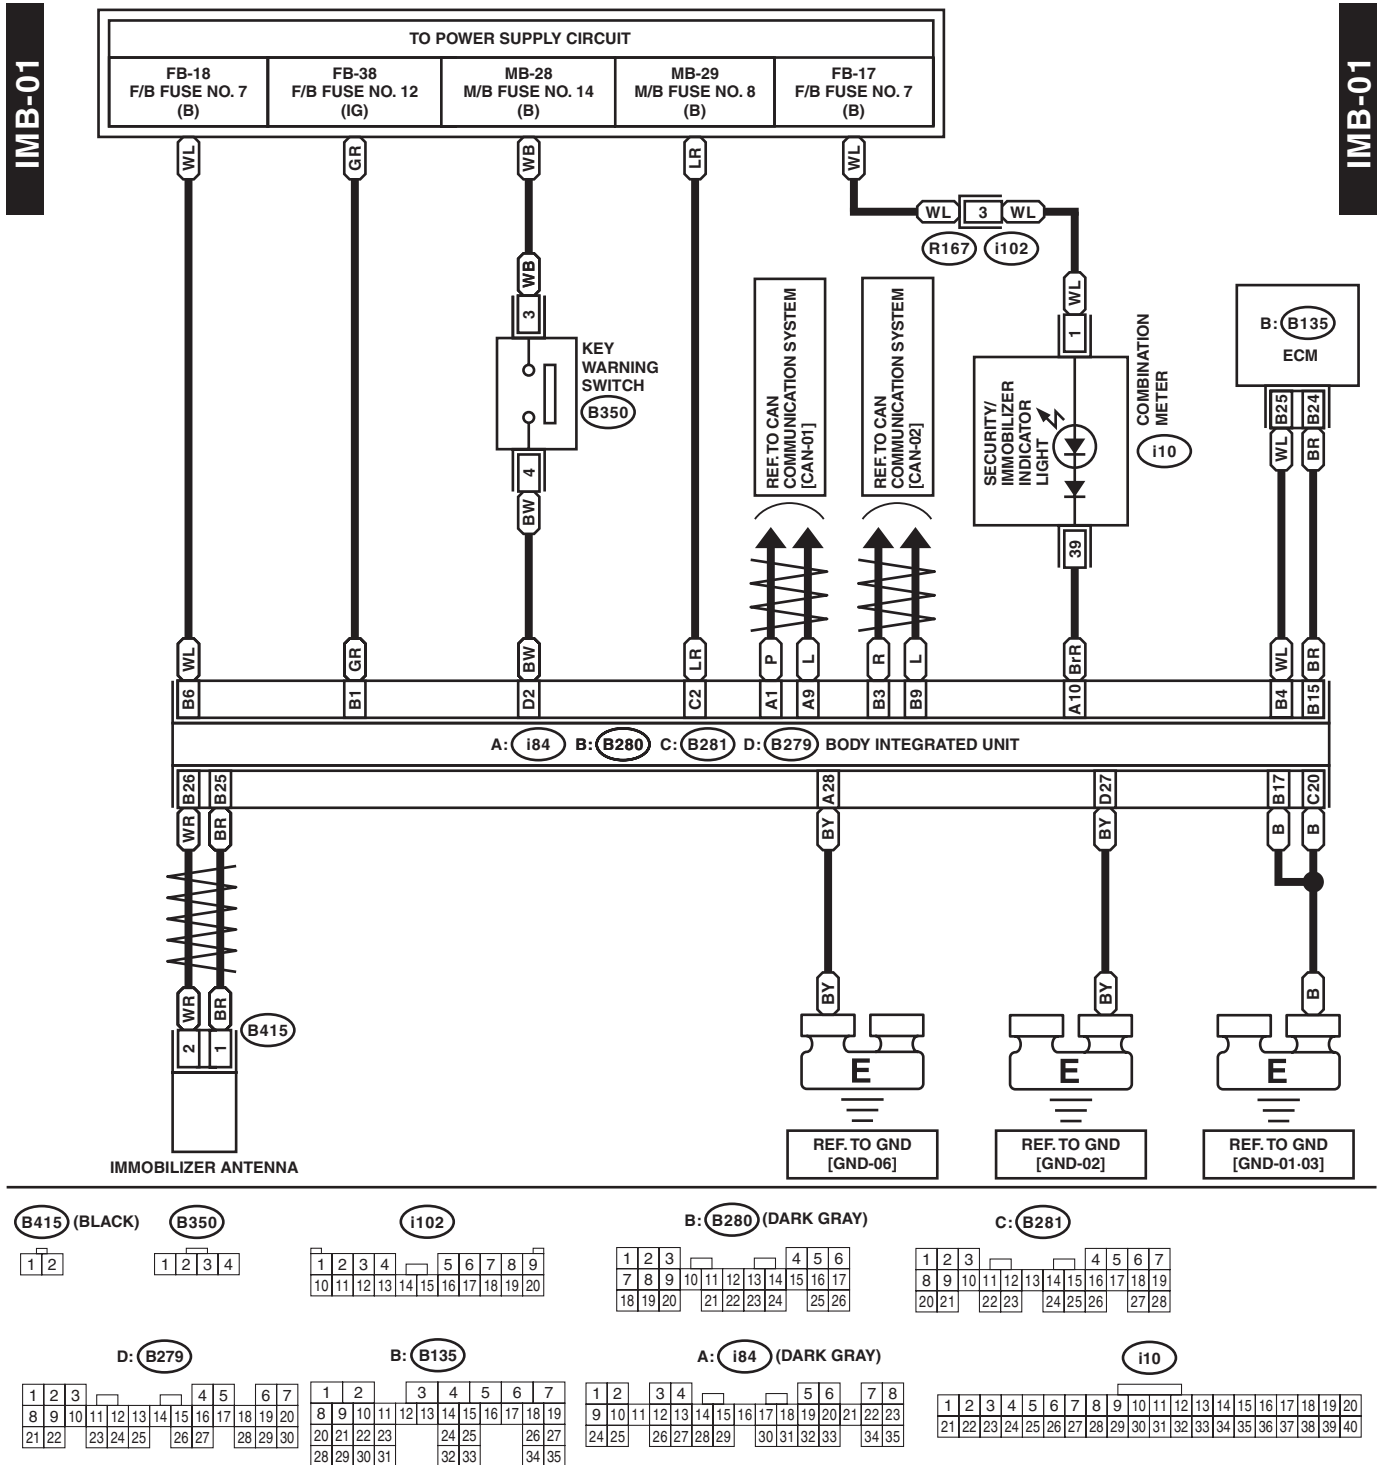 IMB-01
IMB-01
TO POWER SUPPLY CIRCUIT
FB-18
F/B FUSE NO. 7
(B)
FB-38
F/B FUSE NO. 12
(IG)
MB-28
M/B FUSE NO. 14
(B)
MB-29
M/B FUSE NO. 8
(B)
FB-17
F/B FUSE NO. 7
(B)
WL
GR
WB
LR
WL
WL 3 WL
R167 i102
WB
3
KEY
WARNING
SWITCH
B350
4
BW
REF. TO CAN
COMMUNICATION SYSTEM
[CAN-01]
REF. TO CAN
COMMUNICATION SYSTEM
[CAN-02]
WL
1
SECURITY/
IMMOBILIZER
INDICATOR
LIGHT
COMBINATION
METER
i10
39
B: B135
ECM
B25 B24
WL BR
WL GR BW LR P L R L BrR WL BR
B6 B1 D2 C2 A1 A9 B3 B9 A10 B4 B15
A: i84 B: B280 C: B281 D: B279 BODY INTEGRATED UNIT
B26 B25 A28 D27 B17 C20
WR BR BY BY B B
WR BR BY BY B
2 1
B415
IMMOBILIZER ANTENNA
E E E
REF. TO GND
[GND-06]
REF. TO GND
[GND-02]
REF. TO GND
[GND-01·03]
B415 (BLACK)
1 2
B350
1 2 3 4
i102
1 2 3 4 5 6 7 8 9
10 11 12 13 14 15 16 17 18 19 20
B: B280 (DARK GRAY)
1 2 3 4 5 6
7 8 9 10 11 12 13 14 15 16 17
18 19 20 21 22 23 24 25 26
C: B281
1 2 3 4 5 6 7
8 9 10 11 12 13 14 15 16 17 18 19
20 21 22 23 24 25 26 27 28
D: B279
1 2 3 4 5 6 7
8 9 10 11 12 13 14 15 16 17 18 19 20
21 22 23 24 25 26 27 28 29 30
B: B135
1 2 3 4 5 6 7
8 9 10 11 12 13 14 15 16 17 18 19
20 21 22 23 24 25 26 27
28 29 30 31 32 33 34 35
A: i84 (DARK GRAY)
1 2 3 4 5 6 7 8
9 10 11 12 13 14 15 16 17 18 19 20 21 22 23
24 25 26 27 28 29 30 31 32 33 34 35
i10
1 2 3 4 5 6 7 8 9 10 11 12 13 14 15 16 17 18 19 20
21 22 23 24 25 26 27 28 29 30 31 32 33 34 35 36 37 38 39 40